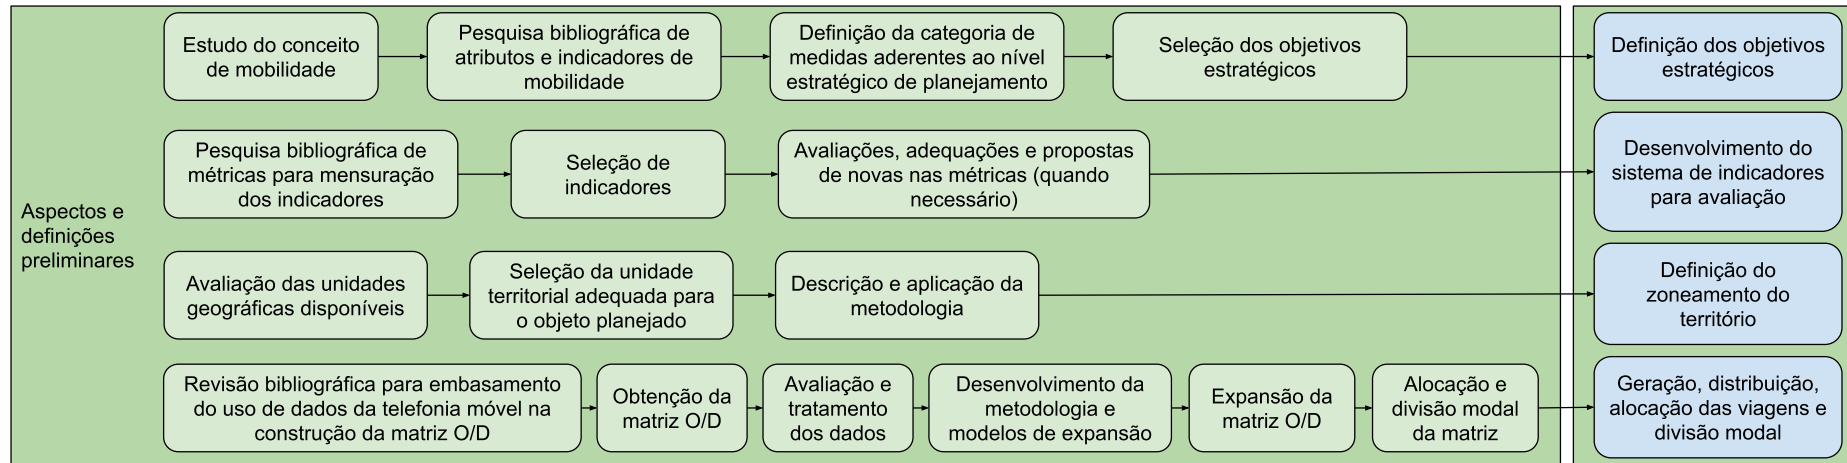 Estudo do conceito
de mobilidade
Pesquisa bibliográfica de
atributos e indicadores de
mobilidade
Definição da categoria de
medidas aderentes ao nível
estratégico de planejamento
Seleção dos objetivos
estratégicos
Definição dos objetivos
estratégicos
Aspectos e
definições
preliminares
Pesquisa bibliográfica de
métricas para mensuração
dos indicadores
Seleção de
indicadores
Avaliações, adequações e propostas
de novas nas métricas (quando
necessário)
Desenvolvimento do
sistema de indicadores
para avaliação
Avaliação das unidades
geográficas disponíveis
Seleção da unidade
territorial adequada para
o objeto planejado
Descrição e aplicação da
metodologia
Definição do
zoneamento do
território
Revisão bibliográfica para embasamento
do uso de dados da telefonia móvel na
construção da matriz O/D
Obtenção da
matriz O/D
Avaliação e
tratamento
dos dados
Desenvolvimento da
metodologia e
modelos de expansão
Expansão da
matriz O/D
Alocação e
divisão modal
da matriz
Geração, distribuição,
alocação das viagens e
divisão modal